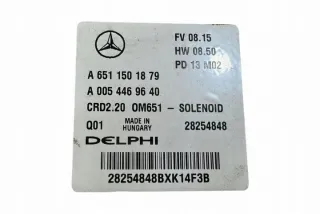 FV 08.15
HW 08.50
PD 13 M02
A 651 150 18 79
A 005 446 96 40
CRD2.20 OM651 - SOLENOID
Q01 MADE IN HUNGARY 28254848
DELPHI
28254848BXK14F3B